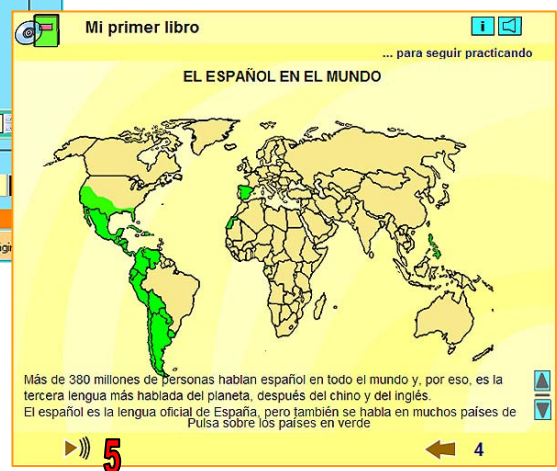 Mi primer libro
i
... para seguir practicando
EL ESPAÑOL EN EL MUNDO
Más de 380 millones de personas hablan español en todo el mundo y, por eso, es la
tercera lengua más hablada del planeta, después del chino y del inglés.
El español es la lengua oficial de España, pero también se habla en muchos países de
Pulsa sobre los países en verde
5
4